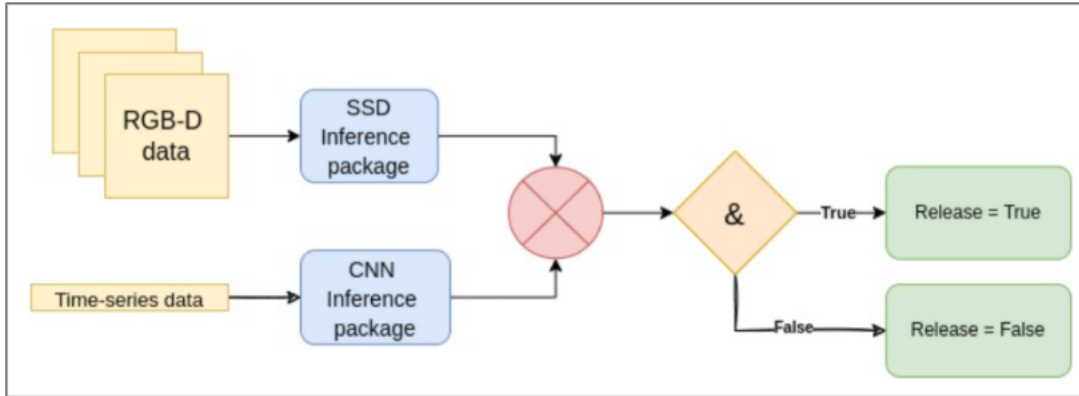 RGB-D
data
SSD
Inference
package
&
True
Release = True
Time-series data
CNN
Inference
package
False
Release = False